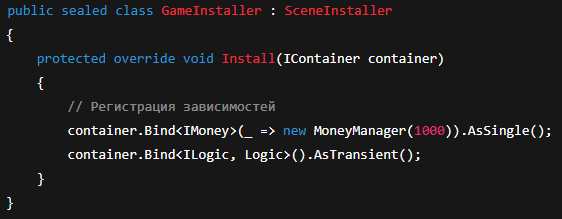 public sealed class GameInstaller : SceneInstaller
{
    protected override void Install(IContainer container)
    {
        // Регистрация зависимостей
        container.Bind<IMoney>(_ => new MoneyManager(1000)).AsSingle();
        container.Bind<ILogic, Logic>().AsTransient();
    }
}